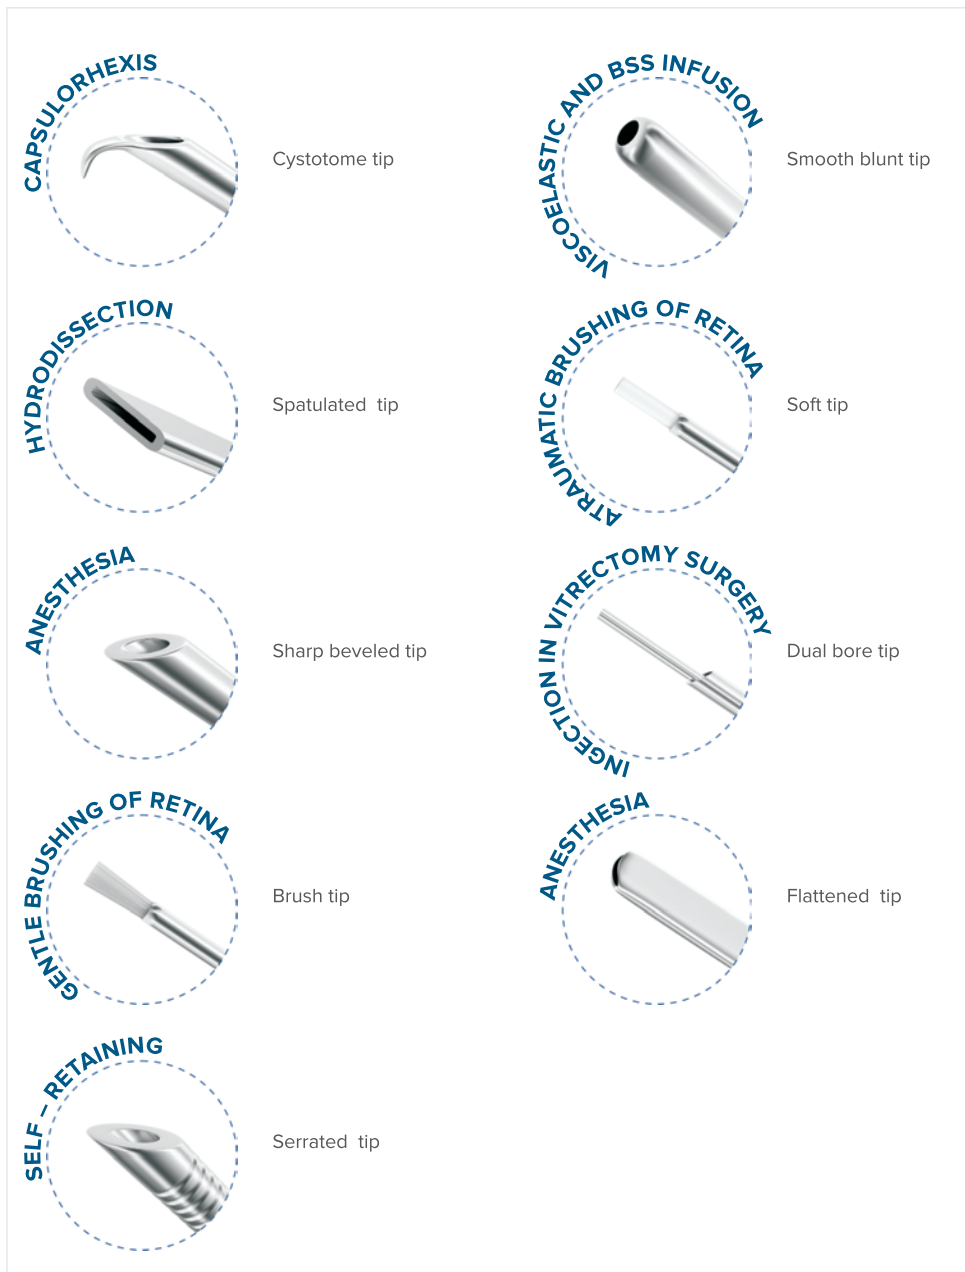 CAPSULORHEXIS
Cystotome tip
VISCOELASTIC AND BSS INFUSION
Smooth blunt tip
HYDRODISSECTION
Spatulated tip
ATRAUMATIC BRUSHING OF RETINA
Soft tip
ANESTHESIA
Sharp beveled tip
INGECTION IN VITRECTOMY SURGERY
Dual bore tip
GENTLE BRUSHING OF RETINA
Brush tip
ANESTHESIA
Flattened tip
SELF – RETAINING
Serrated tip